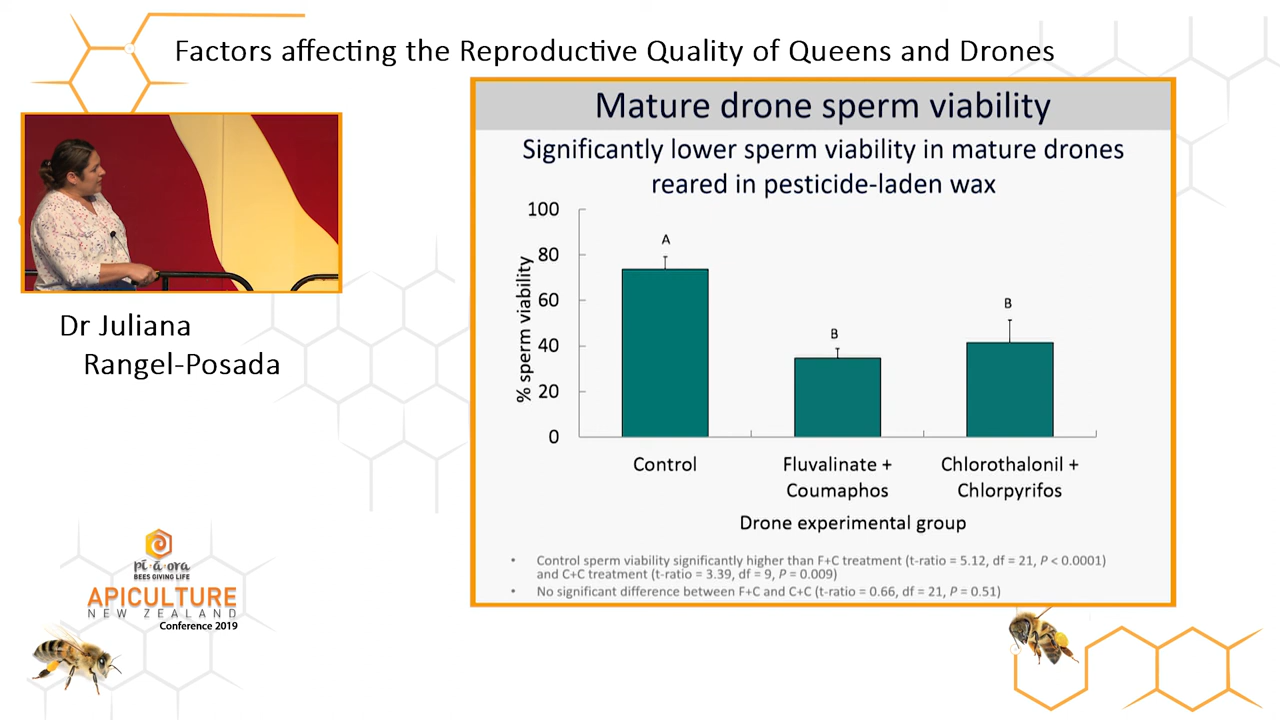 Factors affecting the Reproductive Quality of Queens and Drones
Dr Juliana
Rangel-Posada
Mature drone sperm viability
Significantly lower sperm viability in mature drones
reared in pesticide-laden wax
% sperm viability
100
80
60
40
20
0
A
B
B
Control
Fluvalinate +
Coumaphos
Chlorothalonil +
Chlorpyrifos
Drone experimental group
• Control sperm viability significantly higher than F+C treatment (t-ratio = 5.12, df = 21, P < 0.0001)
and C+C treatment (t-ratio = 3.39, df = 9, P = 0.009)
• No significant difference between F+C and C+C (t-ratio = 0.66, df = 21, P = 0.51)
pī·ā·ora
BEES GIVING LIFE
APICULTURE
NEW ZEALAND
Conference 2019